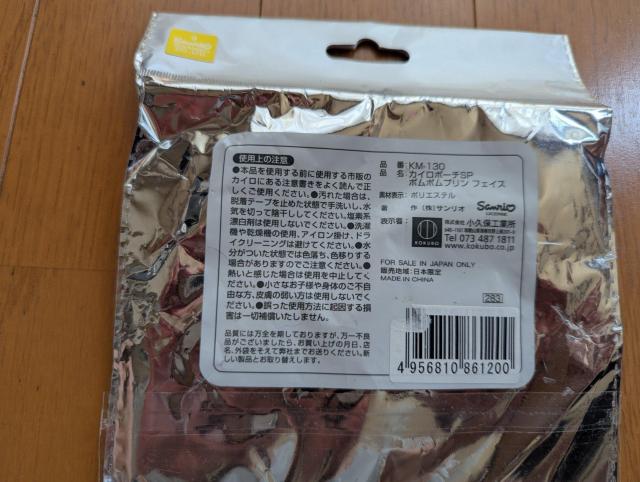 使用上の注意
●本品を使用する前に使用する市販の
カイロにある注意書きをよく読んで正
しくご使用ください。●汚れた場合は、
脱着テープを止めた状態で手洗いし、水
気を切って陰干ししてください。塩素系
漂白剤は使用しないでください。●洗濯
機や乾燥機の使用、アイロン掛け、ドラ
イクリーニングは避けてください。●水
分がついた状態では色落ち、色移りする
場合がありますのでご注意ください。●
熱いと感じた場合は使用を中止してくだ
さい。●小さなお子様や身体のご不自
由な方、皮膚の弱い方は使用しないでく
ださい。●誤った使用方法に起因する損
害は一切補償いたしません。
品質には万全を期しておりますが、万一不良
品がございましたら、お買い上げの月日、店
名、外袋をそえて弊社までお送りください。新
しい製品とお取り替えします。
品 番:KM-130
品 名:カイロポーチSP
ポムポムプリン フェイス
素材表示:ポリエステル
著 作 (株)サンリオ
Sanrio
表示者:
KOKUBO
株式会社 小久保工業所
Tel 073 487 1811
www.kokubo.co.jp
FOR SALE IN JAPAN ONLY
販売地域:日本限定
MADE IN CHINA
283
4 956810 861200